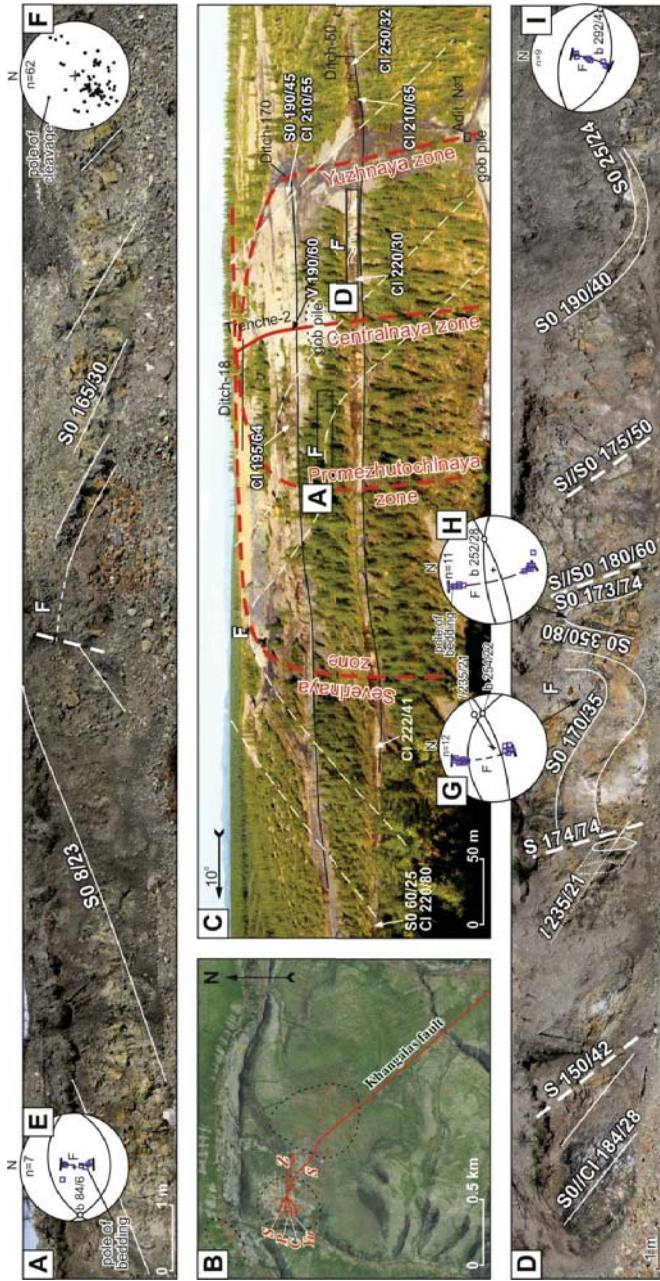 A
E
N
n=7
F
b 84/6
pole of
bedding
0
1 m
S0 8/23
F
S0 165/30
F
N
n=62
pole of
cleavage
B
N
S
P
C
Yu
Z
S
Khangalas fault
0
0.5 km
C
10°
S0 60/25
Cl 220/80
0
50 m
Cl 222/41
Severnaya
zone
F
Ditch-18
Cl 195/64
A
F
Promezhutochnaya
zone
Trenche-2
gob pile
V 190/60
D
F
Centralnaya zone
Cl 220/30
Ditch-170
S0 190/45
Cl 210/55
Yuzhnaya zone
Ditch-50
Cl 250/32
Cl 210/65
Adit №1
gob pile
D
1 m
S0//Cl 184/28
S 150/42
l 235/21
S 174/74
S0 170/35
F
S0 350/80
S0 173/74
S//S0 180/60
S//S0 175/50
S0 190/40
S0 25/24
G
N
n=12
F
l 235/21
b 254/22
pole of
bedding
H
N
n=11
F
b 252/28
I
N
n=9
F
b 292/4